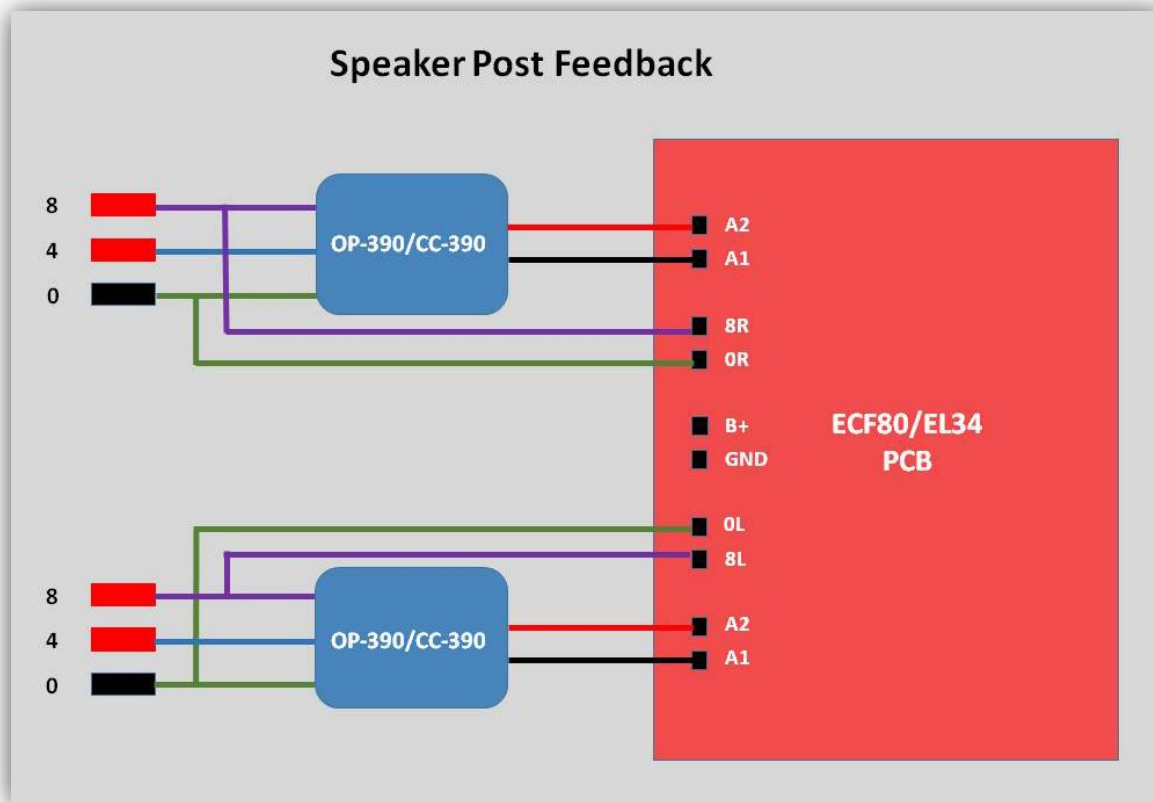 Speaker Post Feedback
8
4
0
OP-390/CC-390
A2
A1
8R
0R
B+
GND
ECF80/EL34
PCB
0L
8L
8
4
0
OP-390/CC-390
A2
A1